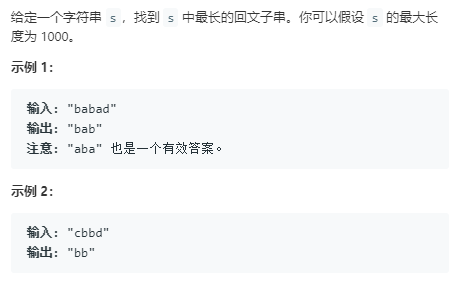 给定一个字符串 s，找到 s 中最长的回文子串。你可以假设 s 的最大长
度为 1000。
示例 1：
输入: "babad"
输出: "bab"
注意: "aba" 也是一个有效答案。
示例 2：
输入: "cbbd"
输出: "bb"